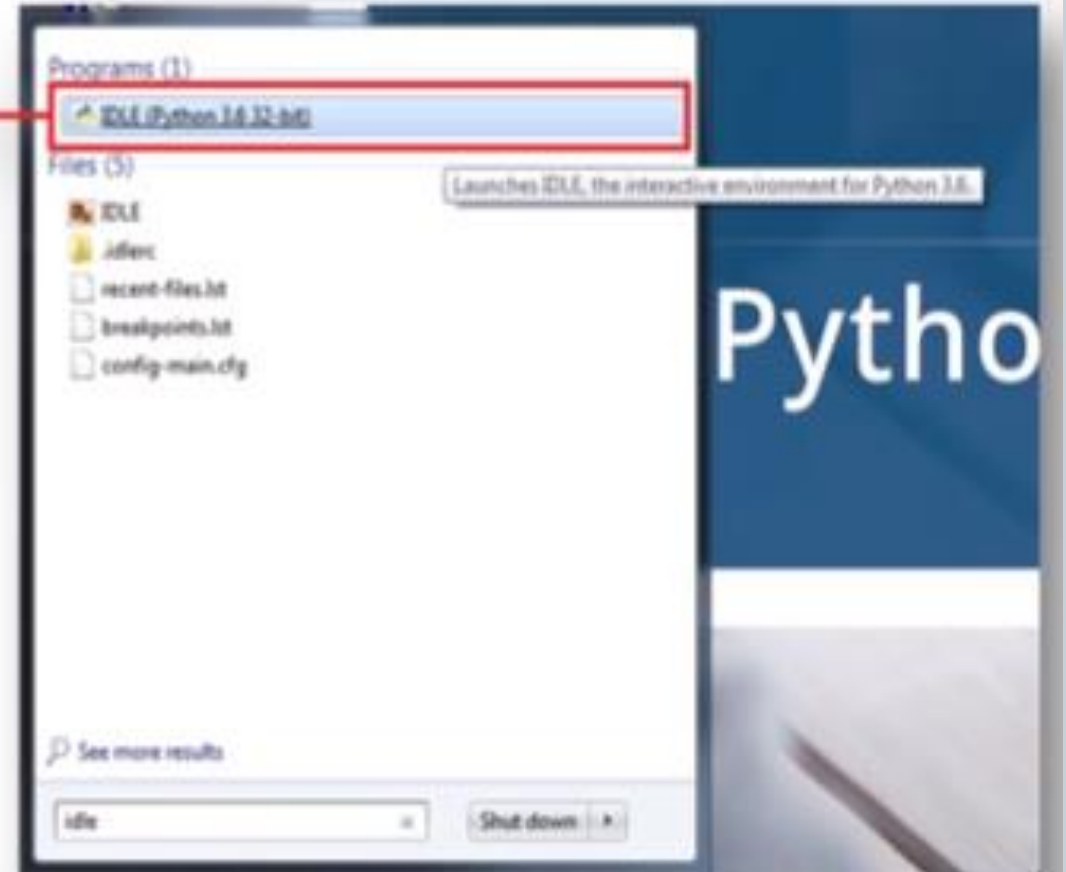 Programs (1)
IDLE (Python 3.6 32-bit)
Files (5)
Launches IDLE, the interactive environment for Python 3.6.
IDLE
.idlerc
recent-files.lst
breakpoints.lst
config-main.cfg
Pytho
See more results
idle
Shut down